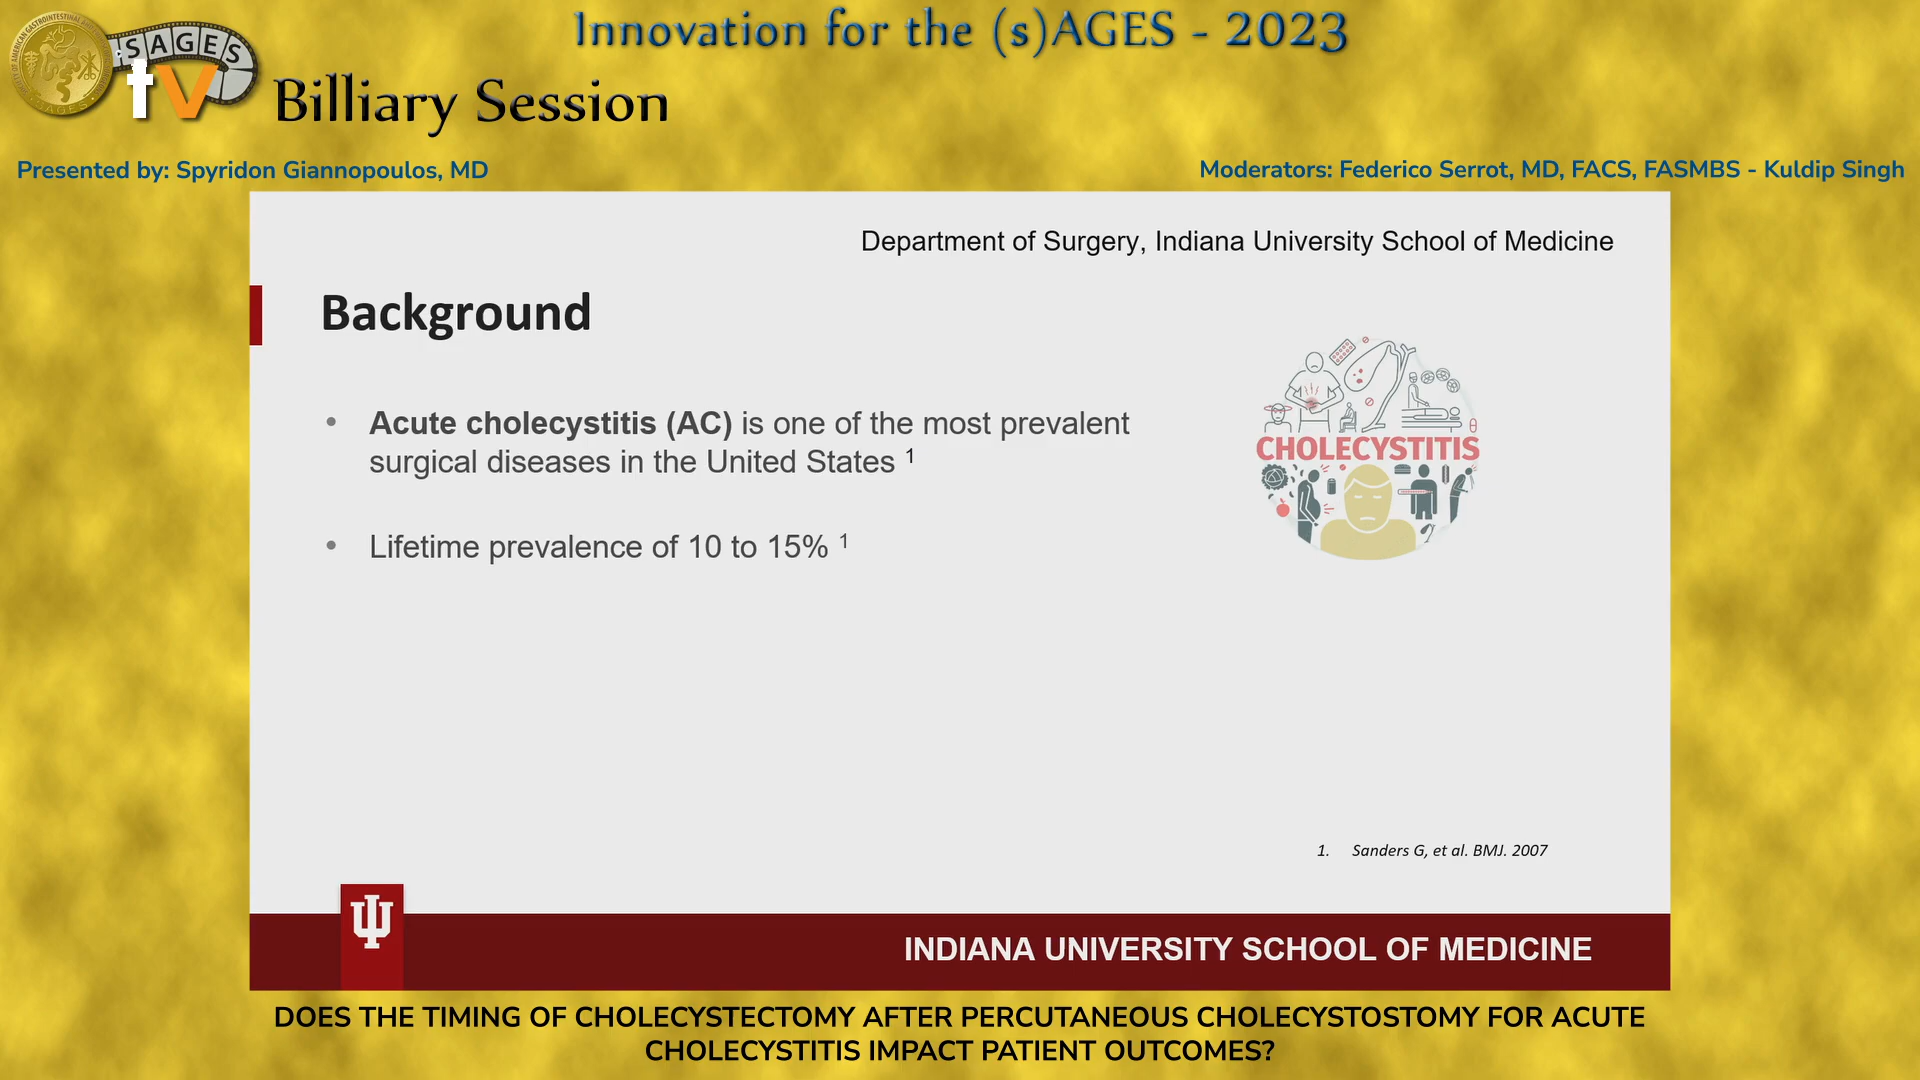 Innovation for the (s)AGES - 2023
SAGES
tv
Billiary Session
Presented by: Spyridon Giannopoulos, MD
Moderators: Federico Serrot, MD, FACS, FASMBS - Kuldip Singh
Department of Surgery, Indiana University School of Medicine
Background
• Acute cholecystitis (AC) is one of the most prevalent
surgical diseases in the United States ¹
• Lifetime prevalence of 10 to 15% ¹
CHOLECYSTITIS
1. Sanders G, et al. BMJ. 2007
INDIANA UNIVERSITY SCHOOL OF MEDICINE
DOES THE TIMING OF CHOLECYSTECTOMY AFTER PERCUTANEOUS CHOLECYSTOSTOMY FOR ACUTE
CHOLECYSTITIS IMPACT PATIENT OUTCOMES?